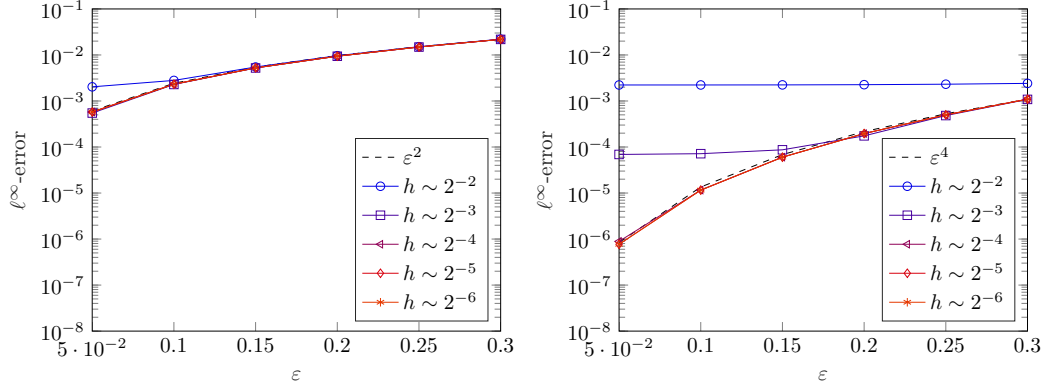 10⁻¹
10⁻²
10⁻³
10⁻⁴
10⁻⁵
10⁻⁶
10⁻⁷
10⁻⁸
ℓ^∞-error
5 · 10⁻² 0.1 0.15 0.2 0.25 0.3
ε
ε²
h ∼ 2⁻²
h ∼ 2⁻³
h ∼ 2⁻⁴
h ∼ 2⁻⁵
h ∼ 2⁻⁶
10⁻¹
10⁻²
10⁻³
10⁻⁴
10⁻⁵
10⁻⁶
10⁻⁷
10⁻⁸
ℓ^∞-error
5 · 10⁻² 0.1 0.15 0.2 0.25 0.3
ε
ε⁴
h ∼ 2⁻²
h ∼ 2⁻³
h ∼ 2⁻⁴
h ∼ 2⁻⁵
h ∼ 2⁻⁶